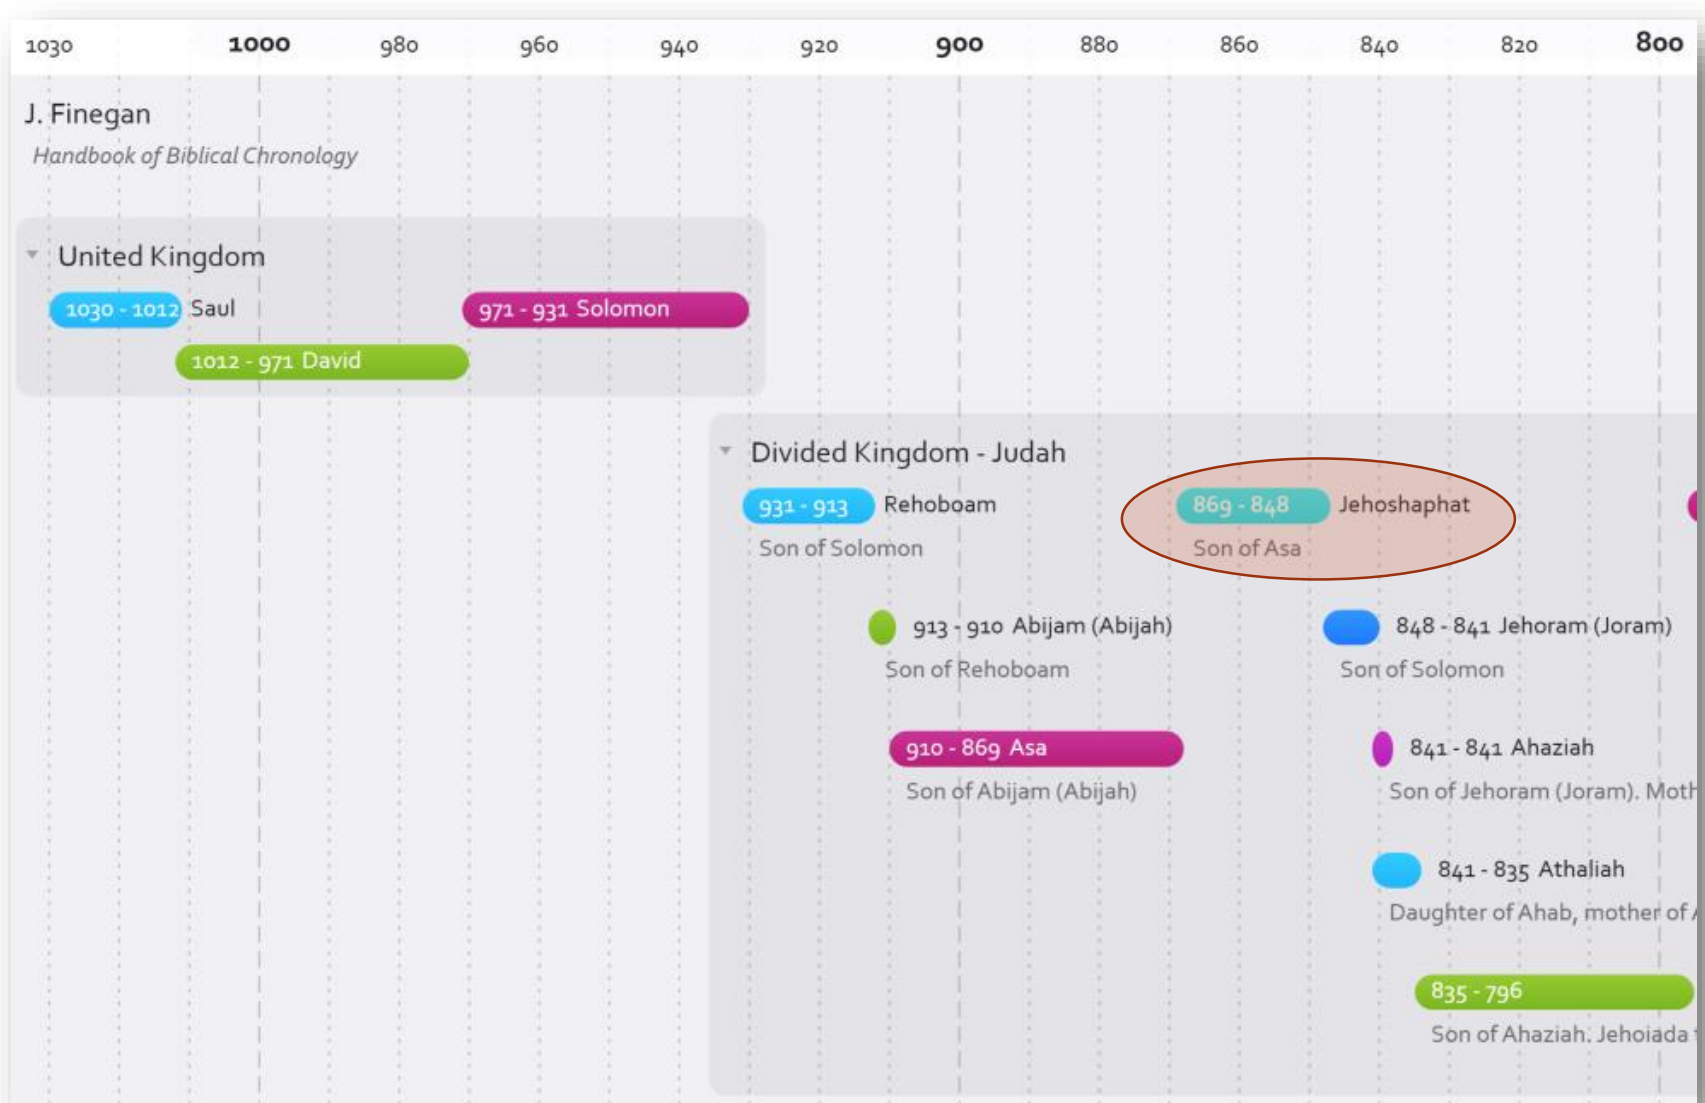 1030 1000 980 960 940 920 900 880 860 840 820 800
J. Finegan
Handbook of Biblical Chronology
United Kingdom
1030 - 1012 Saul
971 - 931 Solomon
1012 - 971 David
Divided Kingdom - Judah
931 - 913 Rehoboam
Son of Solomon
869 - 848 Jehoshaphat
Son of Asa
913 - 910 Abijam (Abijah)
Son of Rehoboam
848 - 841 Jehoram (Joram)
Son of Solomon
910 - 869 Asa
Son of Abijam (Abijah)
841 - 841 Ahaziah
Son of Jehoram (Joram).
841 - 835 Athaliah
Daughter of Ahab, mother of
835 - 796
Son of Ahaziah. Jehoiada